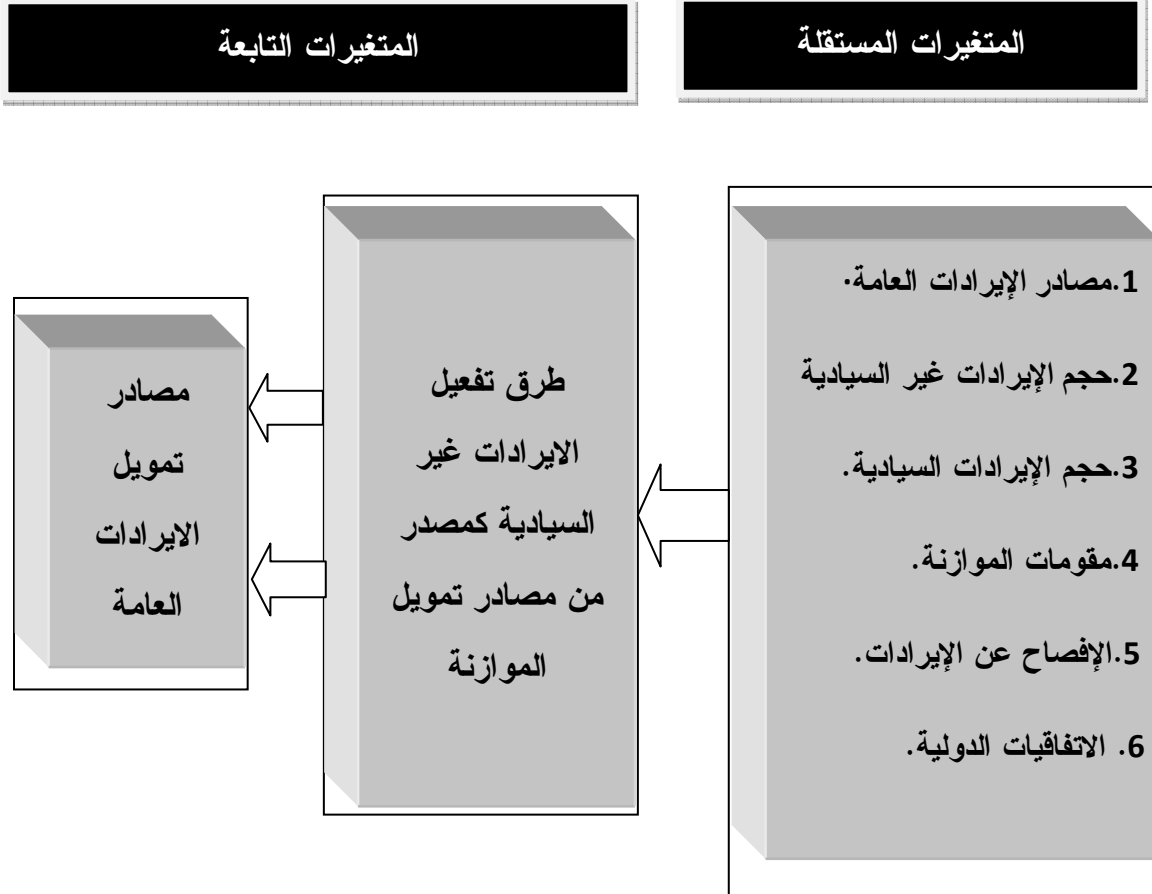 المتغيرات المستقلة
المتغيرات التابعة
1.مصادر الإيرادات العامة.
2.حجم الإيرادات غير السيادية
3.حجم الإيرادات السيادية.
4.مقومات الموازنة.
5.الإفصاح عن الإيرادات.
6. الاتفاقيات الدولية.
طرق تفعيل
الايرادات غير
السيادية كمصدر
من مصادر تمويل
الموازنة
مصادر
تمويل
الايرادات
العامة